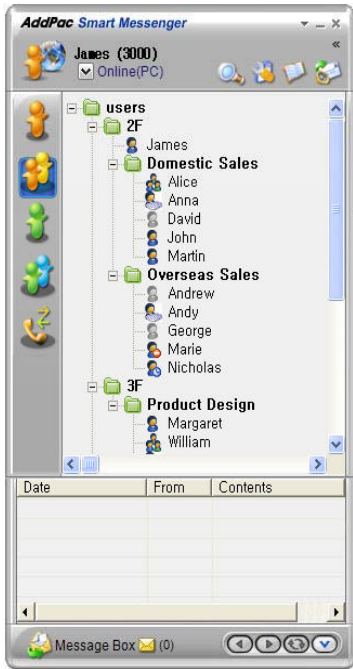 AddPac Smart Messenger
James (3000)
Online(PC)
users
2F
James
Domestic Sales
Alice
Anna
David
John
Martin
Overseas Sales
Andrew
Andy
George
Marie
Nicholas
3F
Product Design
Margaret
William
Date From Contents
Message Box (0)